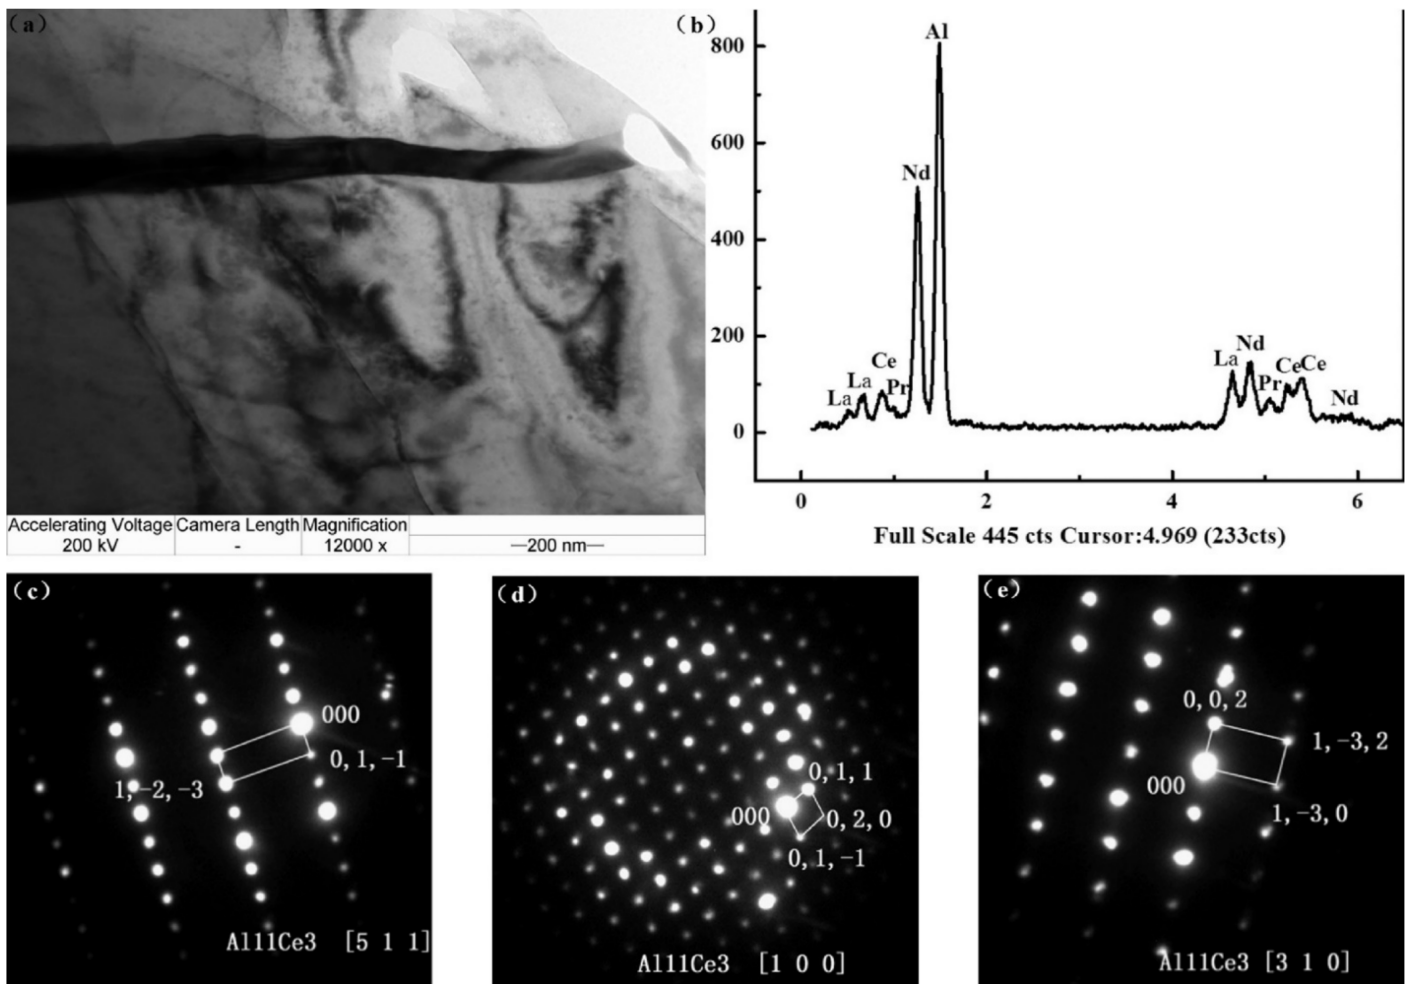 (a)
Accelerating Voltage Camera Length Magnification
200 kV - 12000 x —200 nm—
(b)
800
600
400
200
0
Al
Nd
La La Ce Pr
La Nd Pr Ce Ce Nd
0 2 4 6
Full Scale 445 cts Cursor:4.969 (233cts)
(c)
000
0,1,-1
1,-2,-3
Al11Ce3 [5 1 1]
(d)
0,1,1
000
0,2,0
0,1,-1
Al11Ce3 [1 0 0]
(e)
0,0,2
1,-3,2
000
1,-3,0
Al11Ce3 [3 1 0]